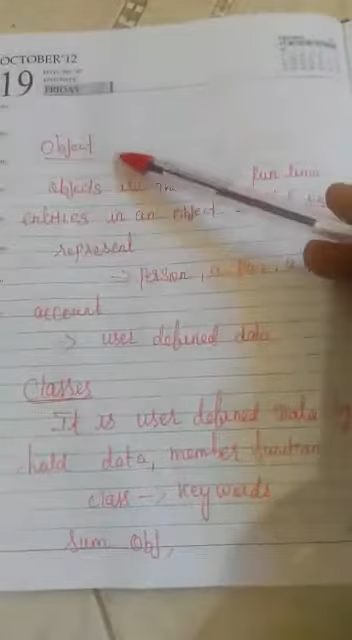 OCTOBER'12
19
FRIDAY
Object
objects are run time
entities in an object
represent
→ person, a
account
→ user defined data
Classes
It is user defined data
hold data, member function
class → keywords
sum obj,